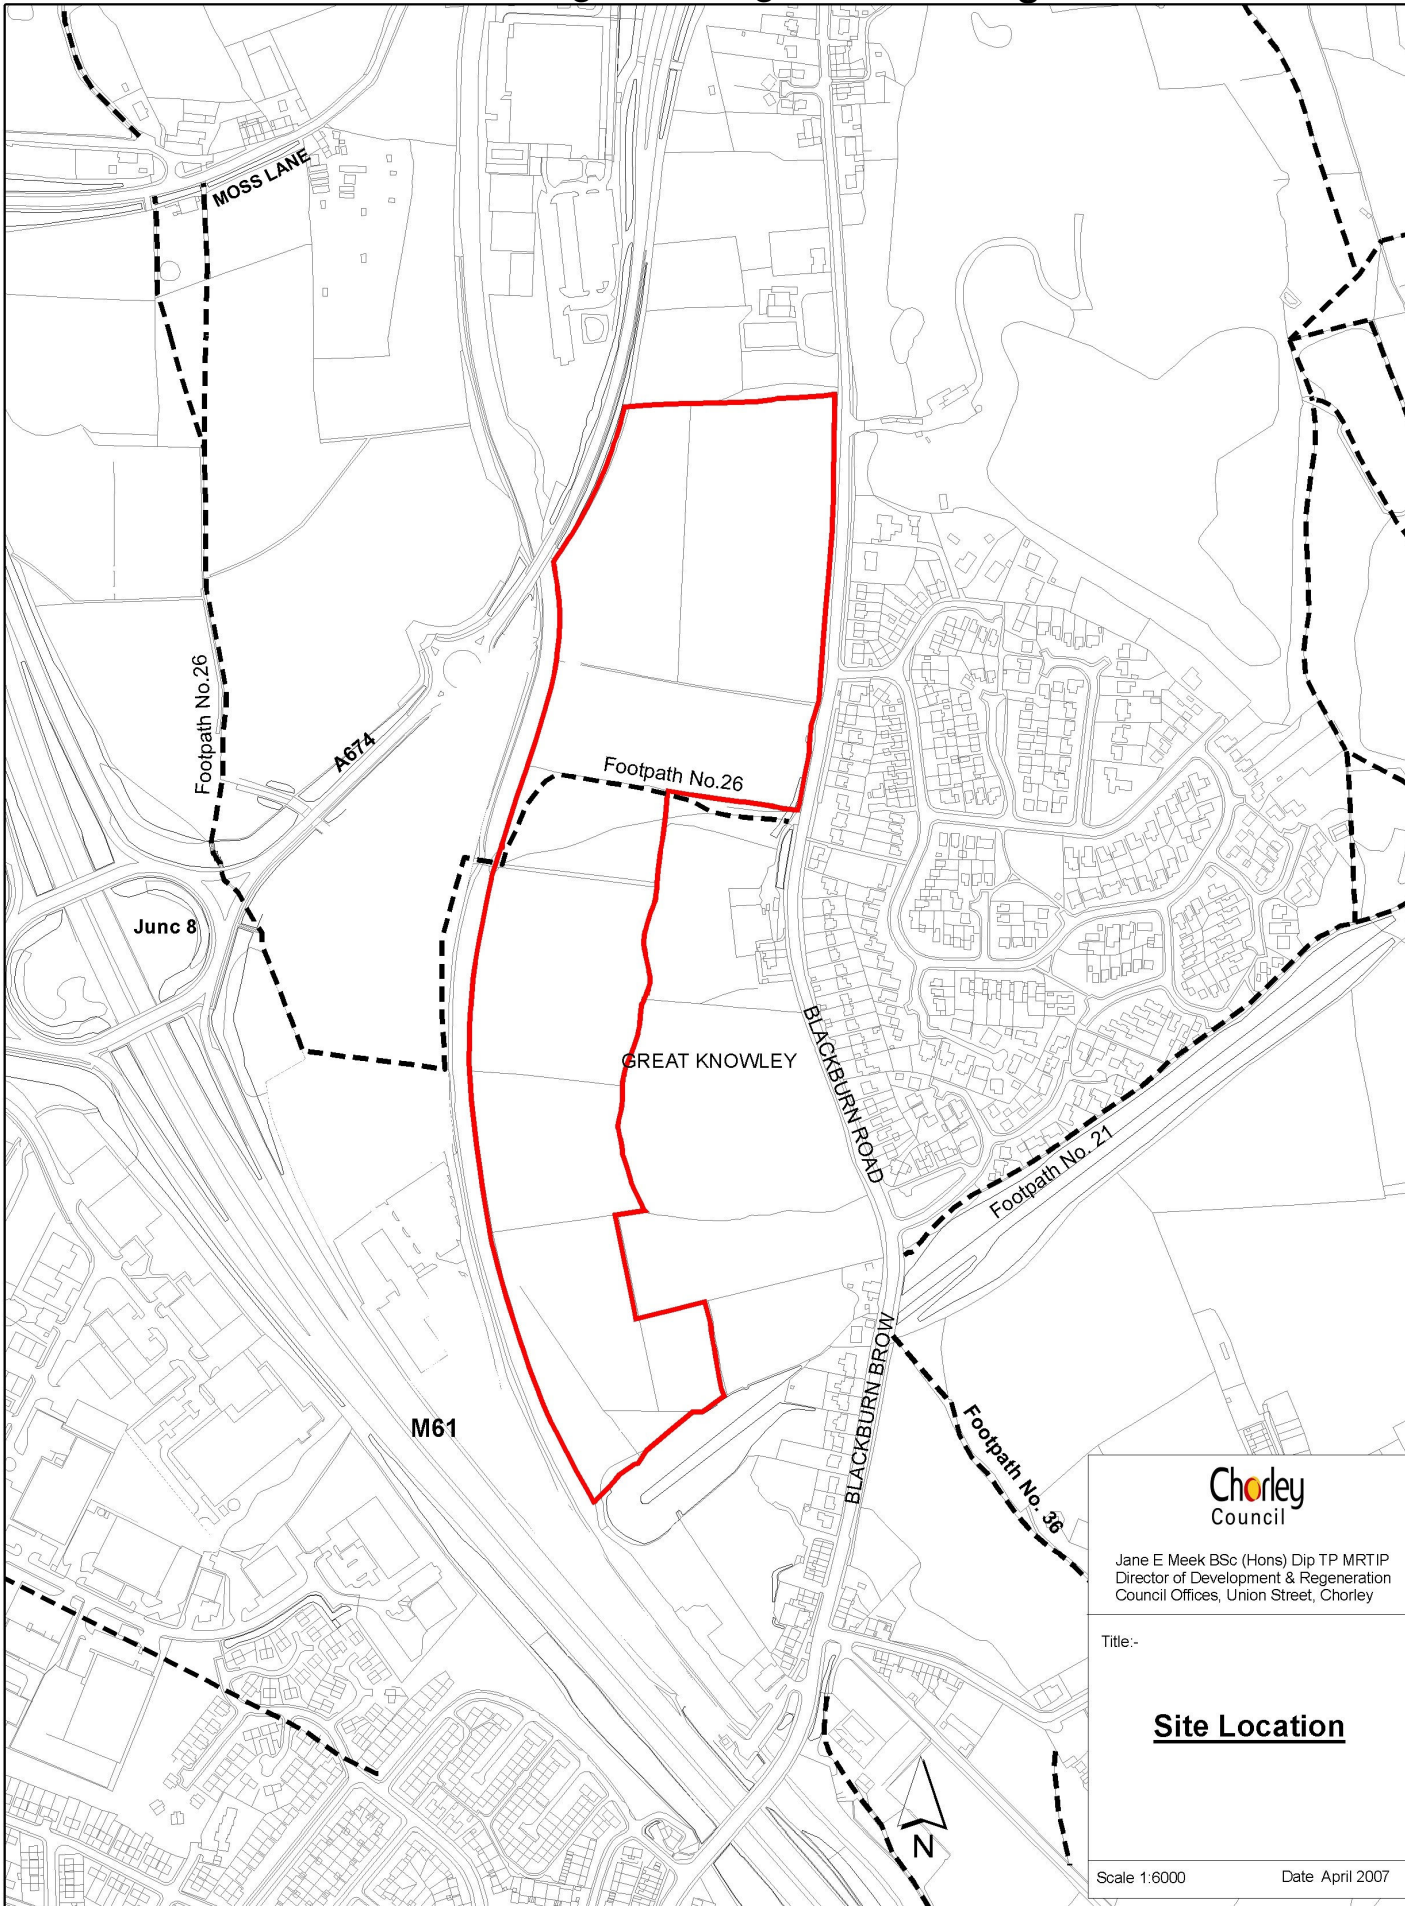 MOSS LANE
Footpath No.26
A674
Footpath No.26
Junc 8
GREAT KNOWLEY
BLACKBURN ROAD
Footpath No. 21
M61
BLACKBURN BROW
Footpath No. 36
Chorley
Council
Jane E Meek BSc (Hons) Dip TP MRTIP
Director of Development & Regeneration
Council Offices, Union Street, Chorley
Title:-
Site Location
N
Scale 1:6000
Date April 2007